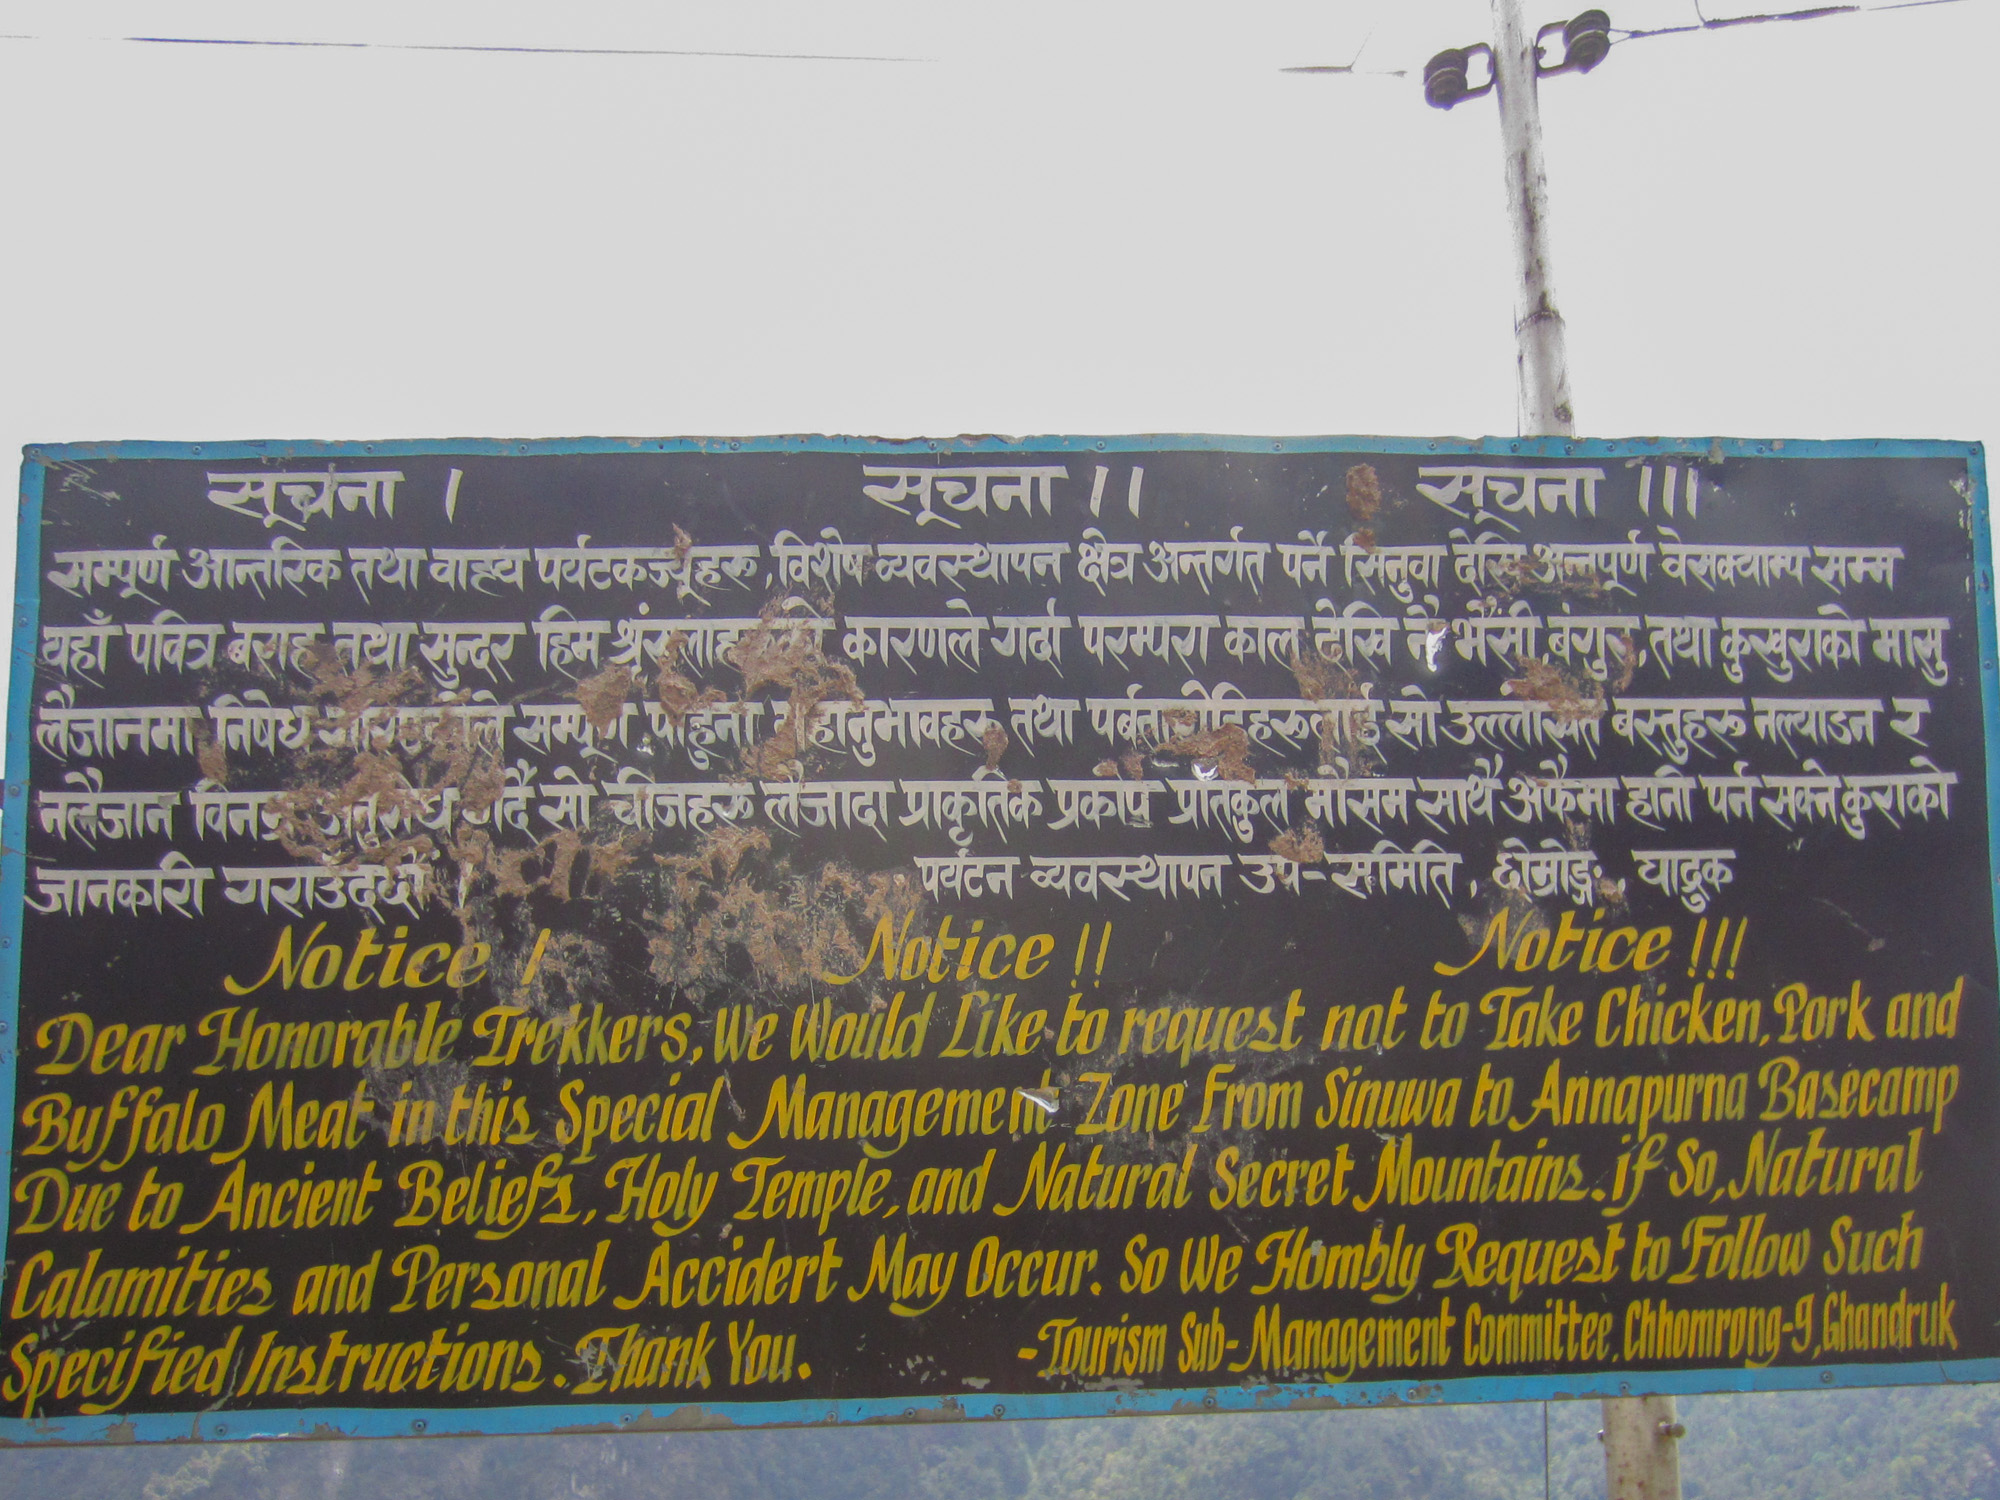 सूचना । सूचना ।। सूचना ।।।
सम्पूर्ण आन्तरिक तथा वाह्य पर्यटकज्यूहरू , विशेष व्यवस्थापन क्षेत्र अन्तर्गत पर्ने सिनुवा देखि अन्नपूर्ण वेसक्याम्प सम्म
यहाँ पवित्र बराह तथा सुन्दर हिम कारणले गर्दा परम्परा काल देखि नै भैंसी, बंगुर, तथा कुखुराको मासु
लैजानमा निषेध सम्पूर्ण पाहुना महानुभावहरू तथा सो उल्लेखित बस्तुहरू नल्याउन र
नलैजान विनम्र अनुरोध गर्दै सो चीजहरू लैजादा प्राकृतिक प्रकोप प्रतिकुल मौसम साथै अफैमा हानी पर्न सक्ने कुराको
जानकारी गराउँदछौं । पर्यटन व्यवस्थापन उप-समिति , छोम्रोङ्ग , घाद्रुक
Notice ! Notice !! Notice !!!
Dear Honorable Trekkers, We Would Like to request not to Take Chicken, Pork and
Buffalo Meat in this Special Management Zone From Sinuwa to Annapurna Basecamp
Due to Ancient Beliefs, Holy Temple, and Natural Secret Mountains. if So, Natural
Calamities and Personal Accidert May Occur. So We Hombly Request to Follow Such
Specified Instructions. Thank You. -Tourism Sub-Management Committee, Chhomrong-9, Ghandruk